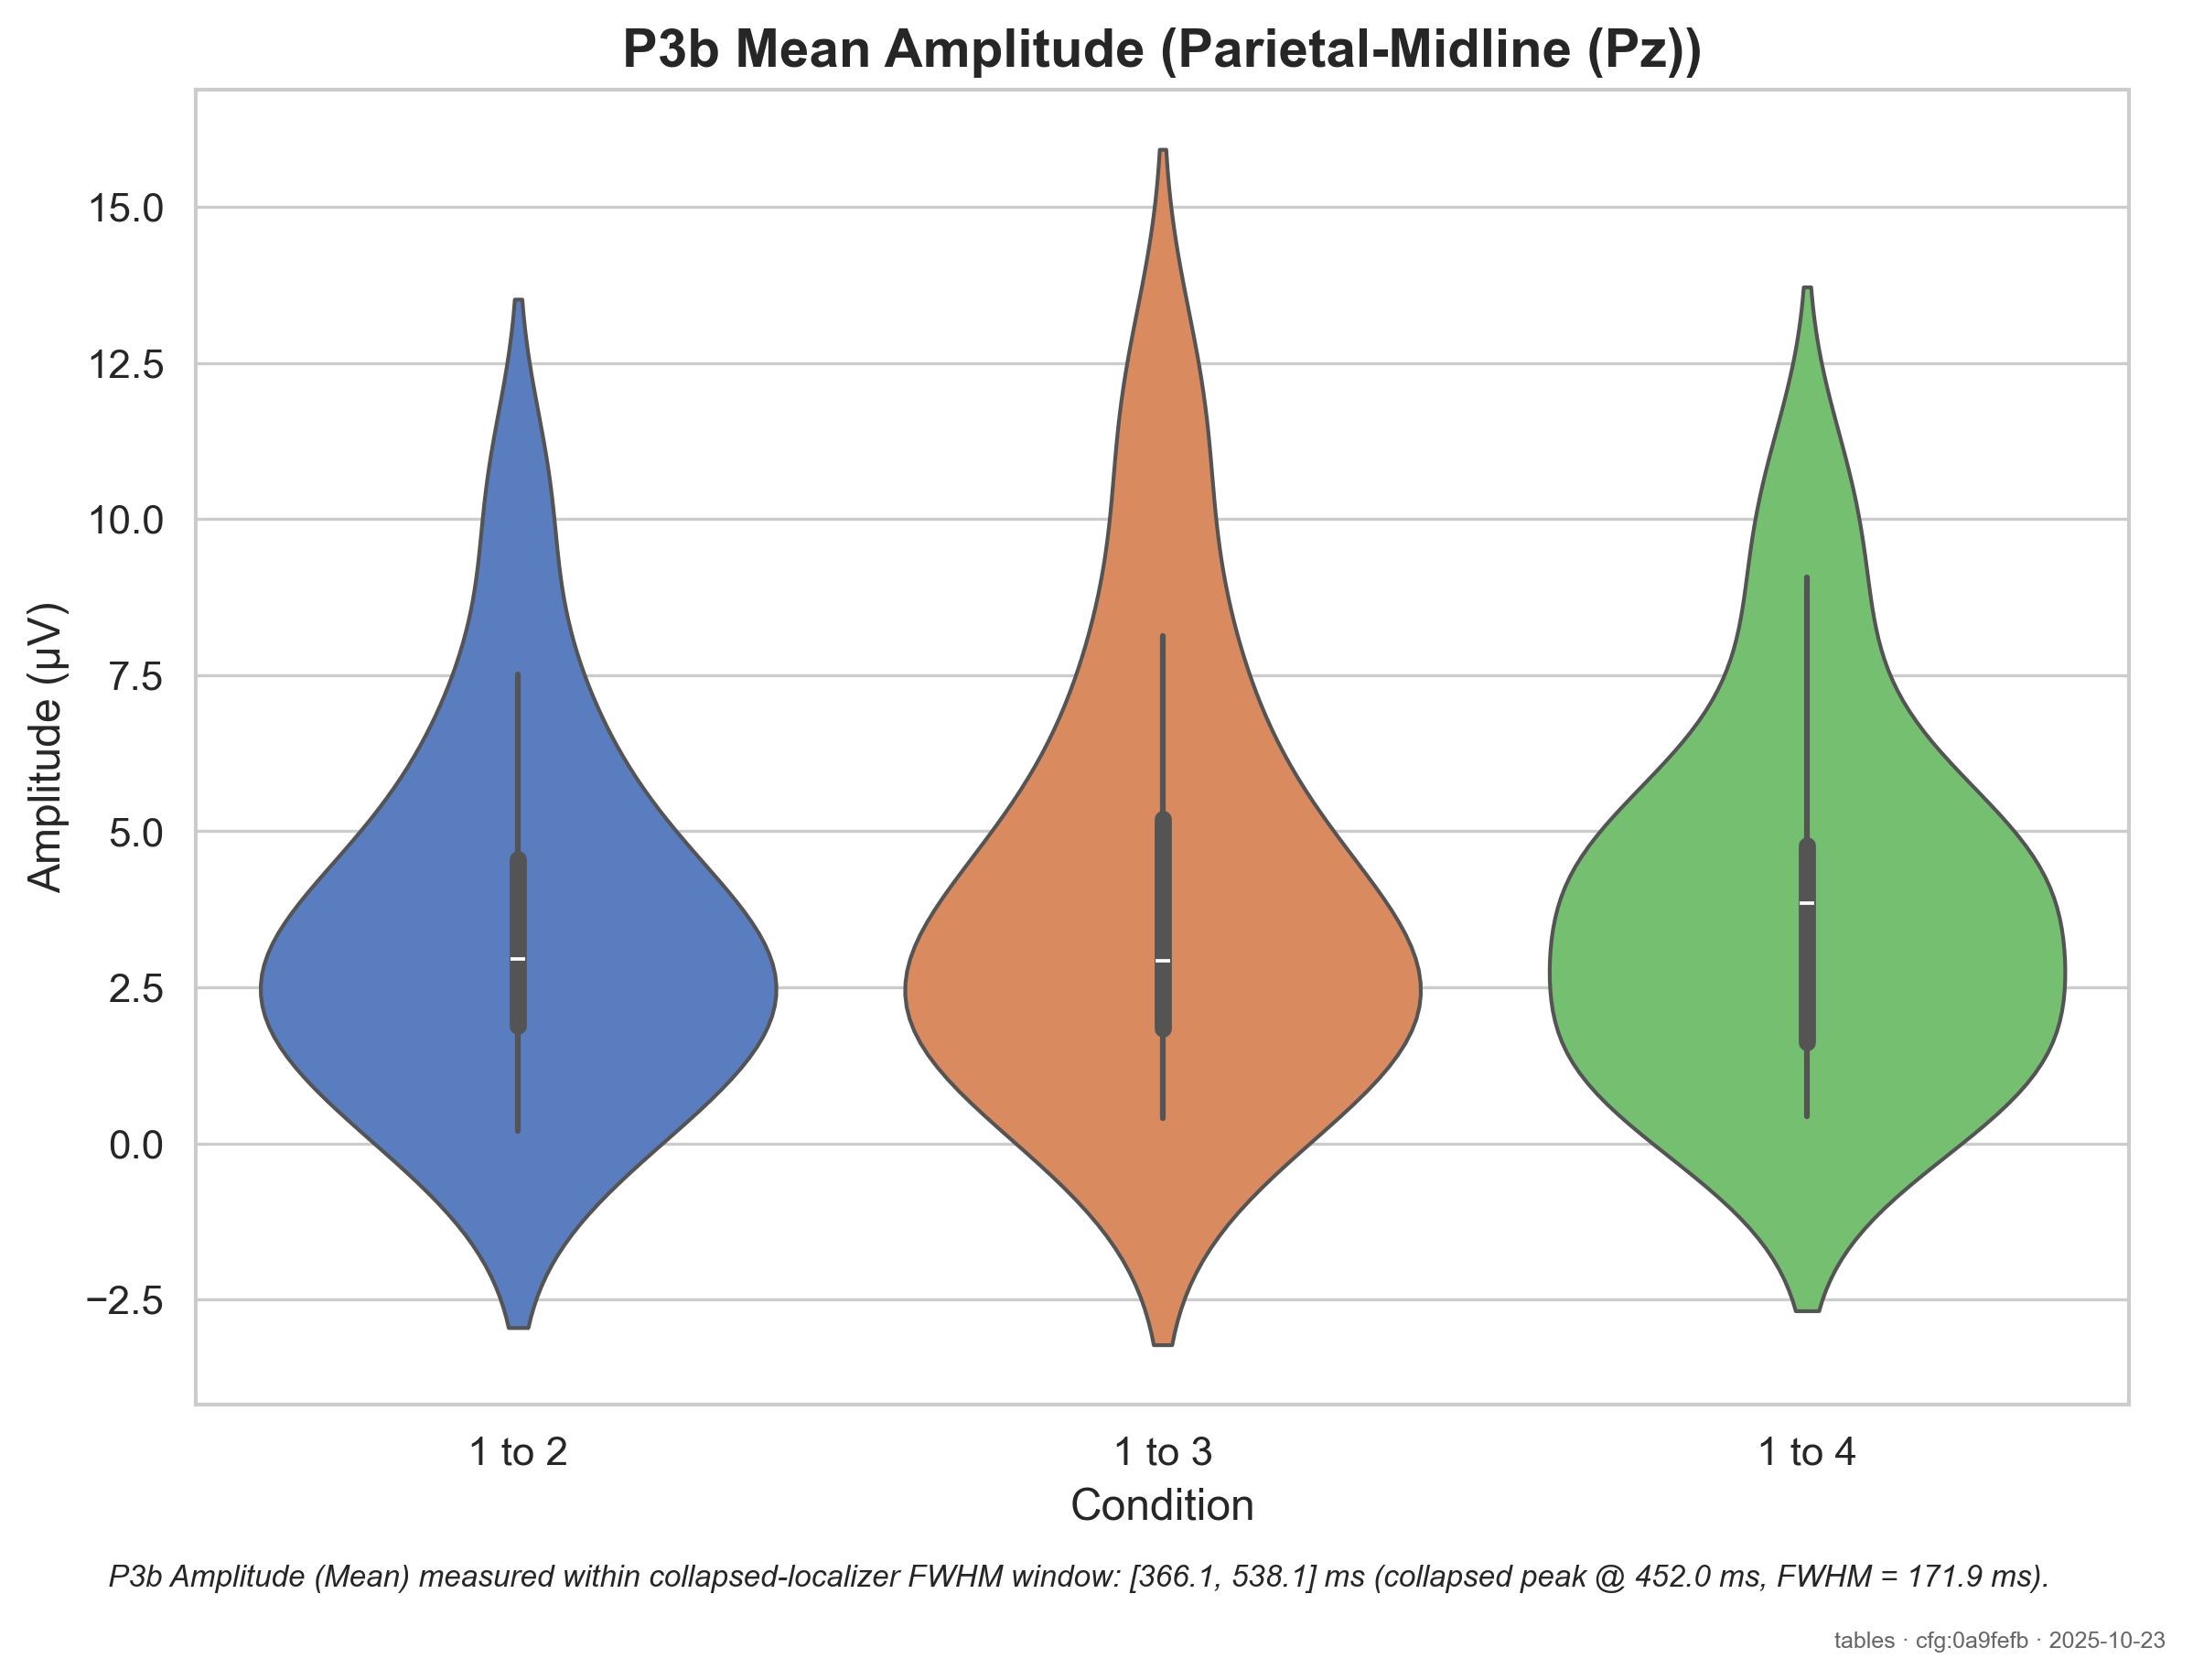 P3b Mean Amplitude (Parietal-Midline (Pz))
Amplitude (µV)
15.0
12.5
10.0
7.5
5.0
2.5
0.0
−2.5
1 to 2 1 to 3 1 to 4
Condition
P3b Amplitude (Mean) measured within collapsed-localizer FWHM window: [366.1, 538.1] ms (collapsed peak @ 452.0 ms, FWHM = 171.9 ms).
tables · cfg:0a9fefb · 2025-10-23